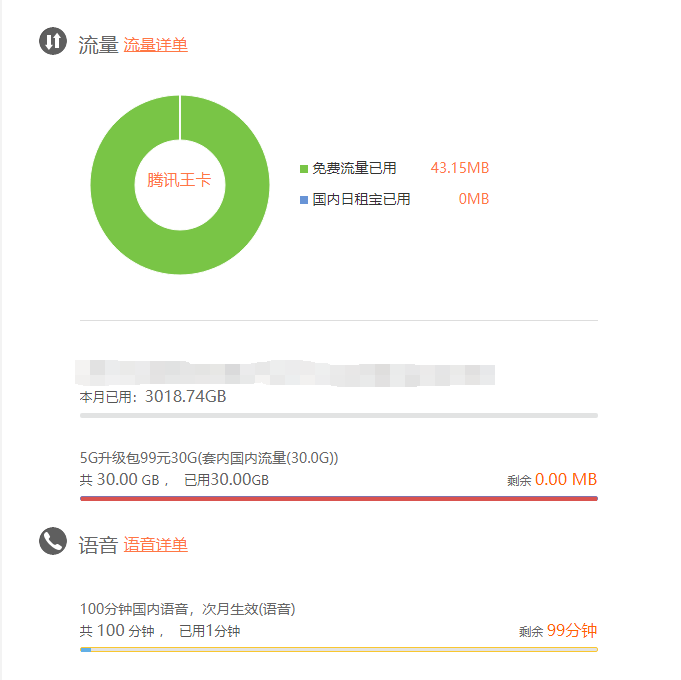 流量 流量详单
腾讯王卡
免费流量已用 43.15MB
国内日租宝已用 0MB
本月已用：3018.74GB
5G升级包99元30G(套内国内流量(30.0G))
共 30.00 GB， 已用30.00GB 剩余 0.00 MB
语音 语音详单
100分钟国内语音，次月生效(语音)
共 100 分钟， 已用1分钟 剩余 99分钟